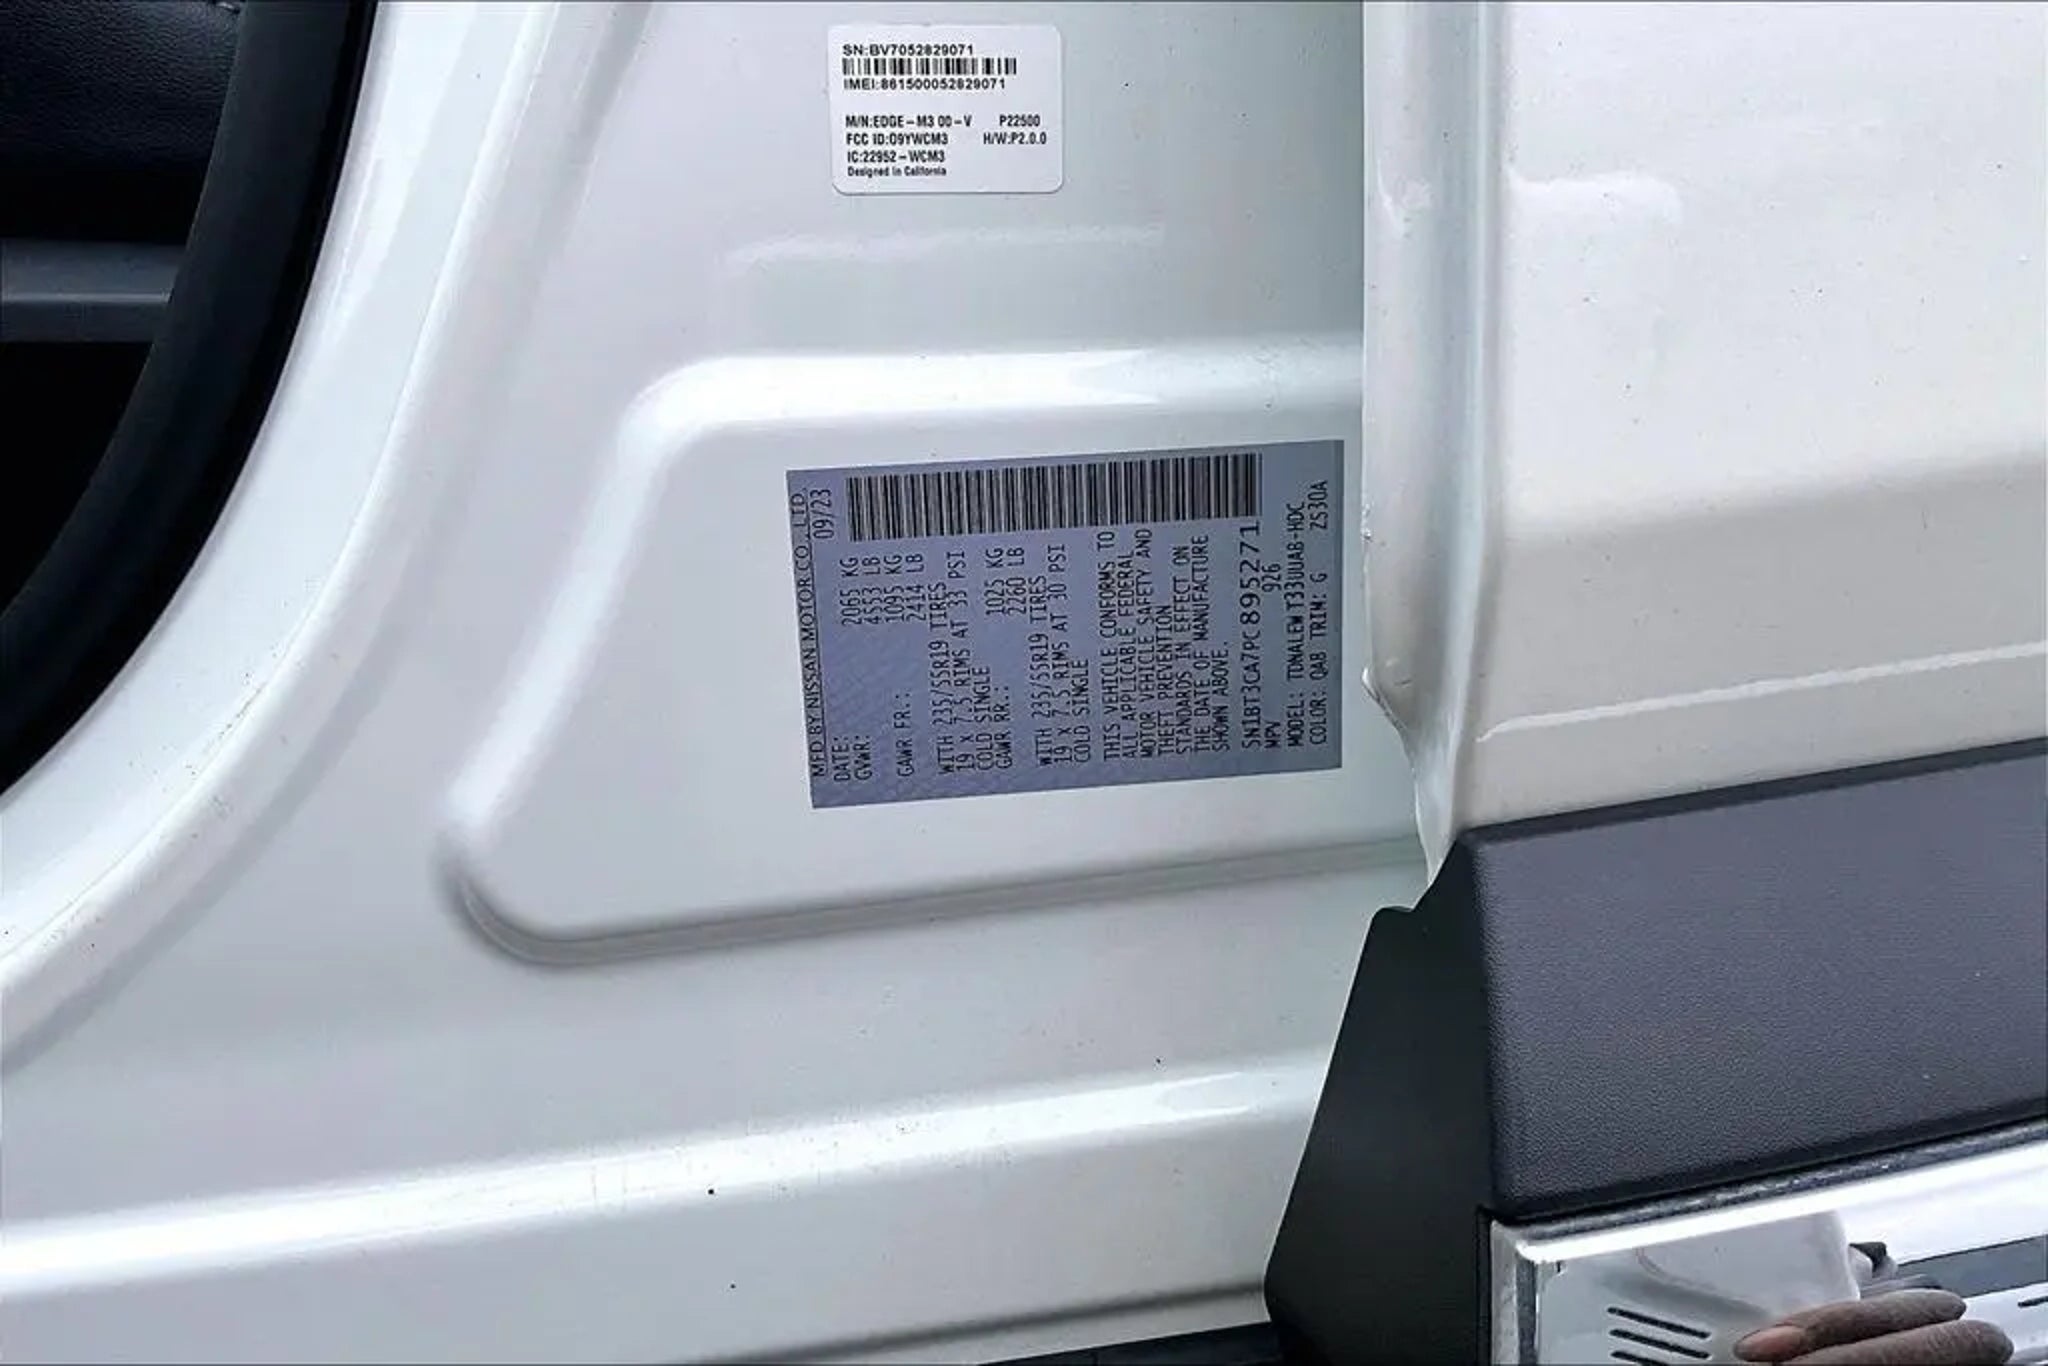 SN:BV7052829071
IMEI:861500052829071
M/N:EDGE-M3 00-V P22500
FCC ID:O9YWCM3 H/W:P2.0.0
IC:22952-WCM3
Designed in California
MFD BY:NISSAN MOTOR CO.,LTD.
DATE: 09/23
GVWR: 2065 KG
4553 LB
GAWR FR.: 1095 KG
2414 LB
WITH 235/55R19 TIRES
19 x 7.5 RIMS AT 33 PSI
COLD SINGLE
GAWR RR.: 1025 KG
2260 LB
WITH 235/55R19 TIRES
19 x 7.5 RIMS AT 30 PSI
COLD SINGLE
THIS VEHICLE CONFORMS TO
ALL APPLICABLE FEDERAL
MOTOR VEHICLE SAFETY AND
THEFT PREVENTION
STANDARDS IN EFFECT ON
THE DATE OF MANUFACTURE
SHOWN ABOVE.
5N1BT3CA7PC895271
MPV 926
MODEL: TDNALEWT33UUAB-HDC
COLOR: QAB TRIM: G ZS30A